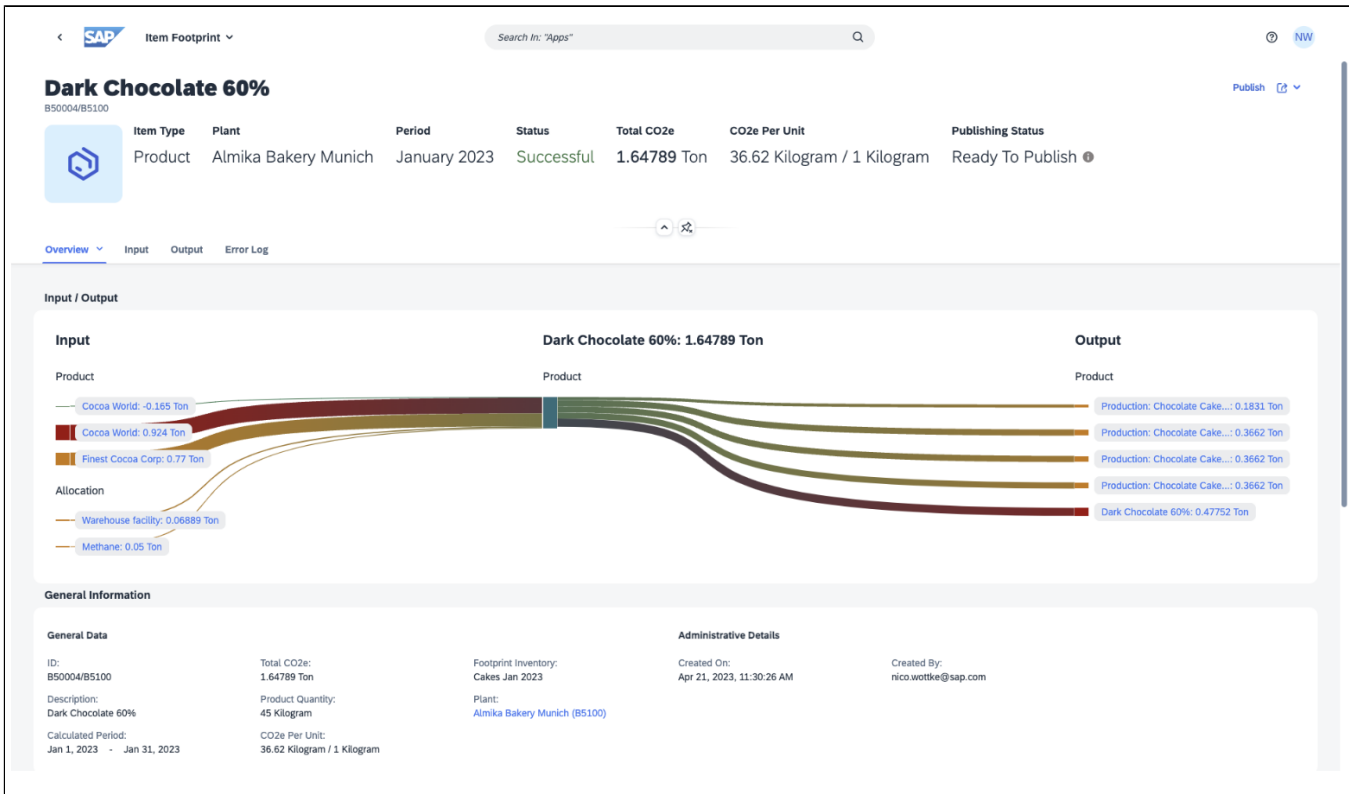 SAP Item Footprint
Search In: "Apps"
NW
Dark Chocolate 60%
B50004/B5100
Publish
Item Type Plant Period Status Total CO2e CO2e Per Unit Publishing Status
Product Almika Bakery Munich January 2023 Successful 1.64789 Ton 36.62 Kilogram / 1 Kilogram Ready To Publish
Overview Input Output Error Log
Input / Output
Input Dark Chocolate 60%: 1.64789 Ton Output
Product Product Product
Cocoa World: -0.165 Ton
Cocoa World: 0.924 Ton
Finest Cocoa Corp: 0.77 Ton
Allocation
Warehouse facility: 0.06889 Ton
Methane: 0.05 Ton
Production: Chocolate Cake...: 0.1831 Ton
Production: Chocolate Cake...: 0.3662 Ton
Production: Chocolate Cake...: 0.3662 Ton
Production: Chocolate Cake...: 0.3662 Ton
Dark Chocolate 60%: 0.47752 Ton
General Information
General Data Administrative Details
ID: Total CO2e: Footprint Inventory: Created On: Created By:
B50004/B5100 1.64789 Ton Cakes Jan 2023 Apr 21, 2023, 11:30:26 AM nico.wottke@sap.com
Description: Product Quantity: Plant:
Dark Chocolate 60% 45 Kilogram Almika Bakery Munich (B5100)
Calculated Period: CO2e Per Unit:
Jan 1, 2023 - Jan 31, 2023 36.62 Kilogram / 1 Kilogram